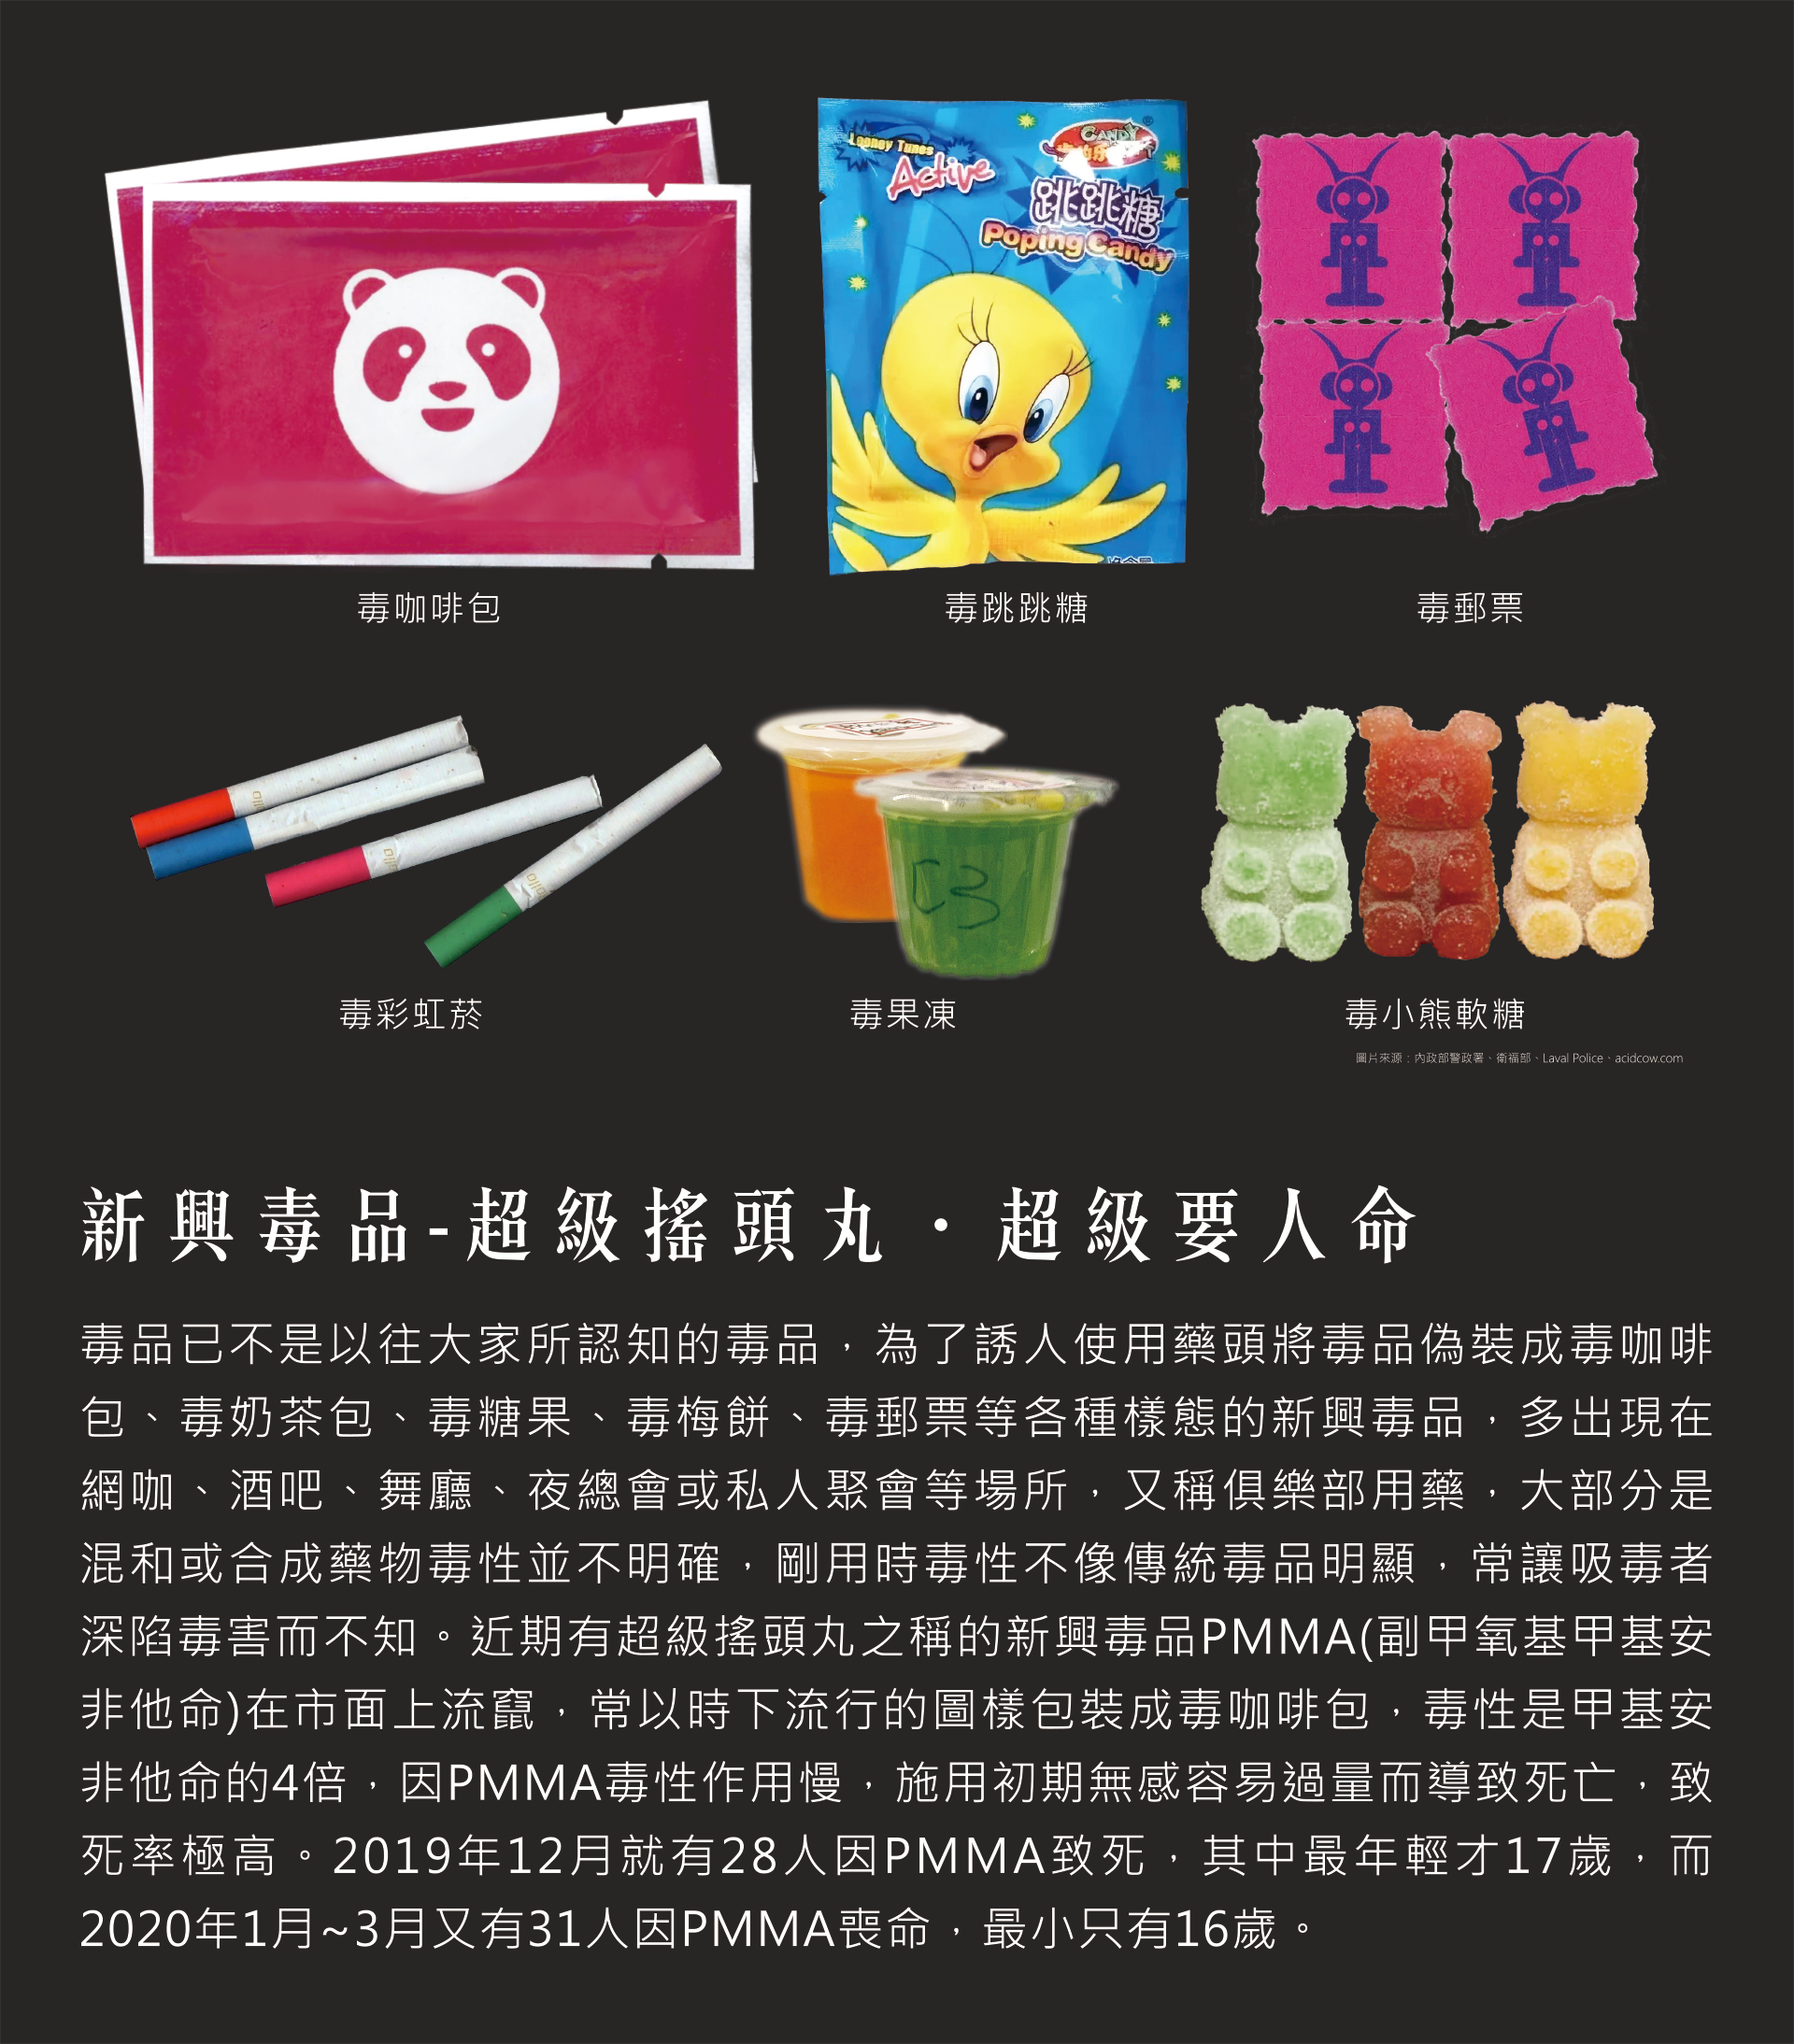 Looney Tunes
Active
CANDY
跳跳糖
Poping Candy
毒咖啡包
毒跳跳糖
毒郵票
毒彩虹菸
毒果凍
毒小熊軟糖
圖片來源：內政部警政署、衛福部、Laval Police、acidcow.com
新興毒品-超級搖頭丸・超級要人命
毒品已不是以往大家所認知的毒品，為了誘人使用藥頭將毒品偽裝成毒咖啡
包、毒奶茶包、毒糖果、毒梅餅、毒郵票等各種樣態的新興毒品，多出現在
網咖、酒吧、舞廳、夜總會或私人聚會等場所，又稱俱樂部用藥，大部分是
混和或合成藥物毒性並不明確，剛用時毒性不像傳統毒品明顯，常讓吸毒者
深陷毒害而不知。近期有超級搖頭丸之稱的新興毒品PMMA(副甲氧基甲基安
非他命)在市面上流竄，常以時下流行的圖樣包裝成毒咖啡包，毒性是甲基安
非他命的4倍，因PMMA毒性作用慢，施用初期無感容易過量而導致死亡，致
死率極高。2019年12月就有28人因PMMA致死，其中最年輕才17歲，而
2020年1月~3月又有31人因PMMA喪命，最小只有16歲。